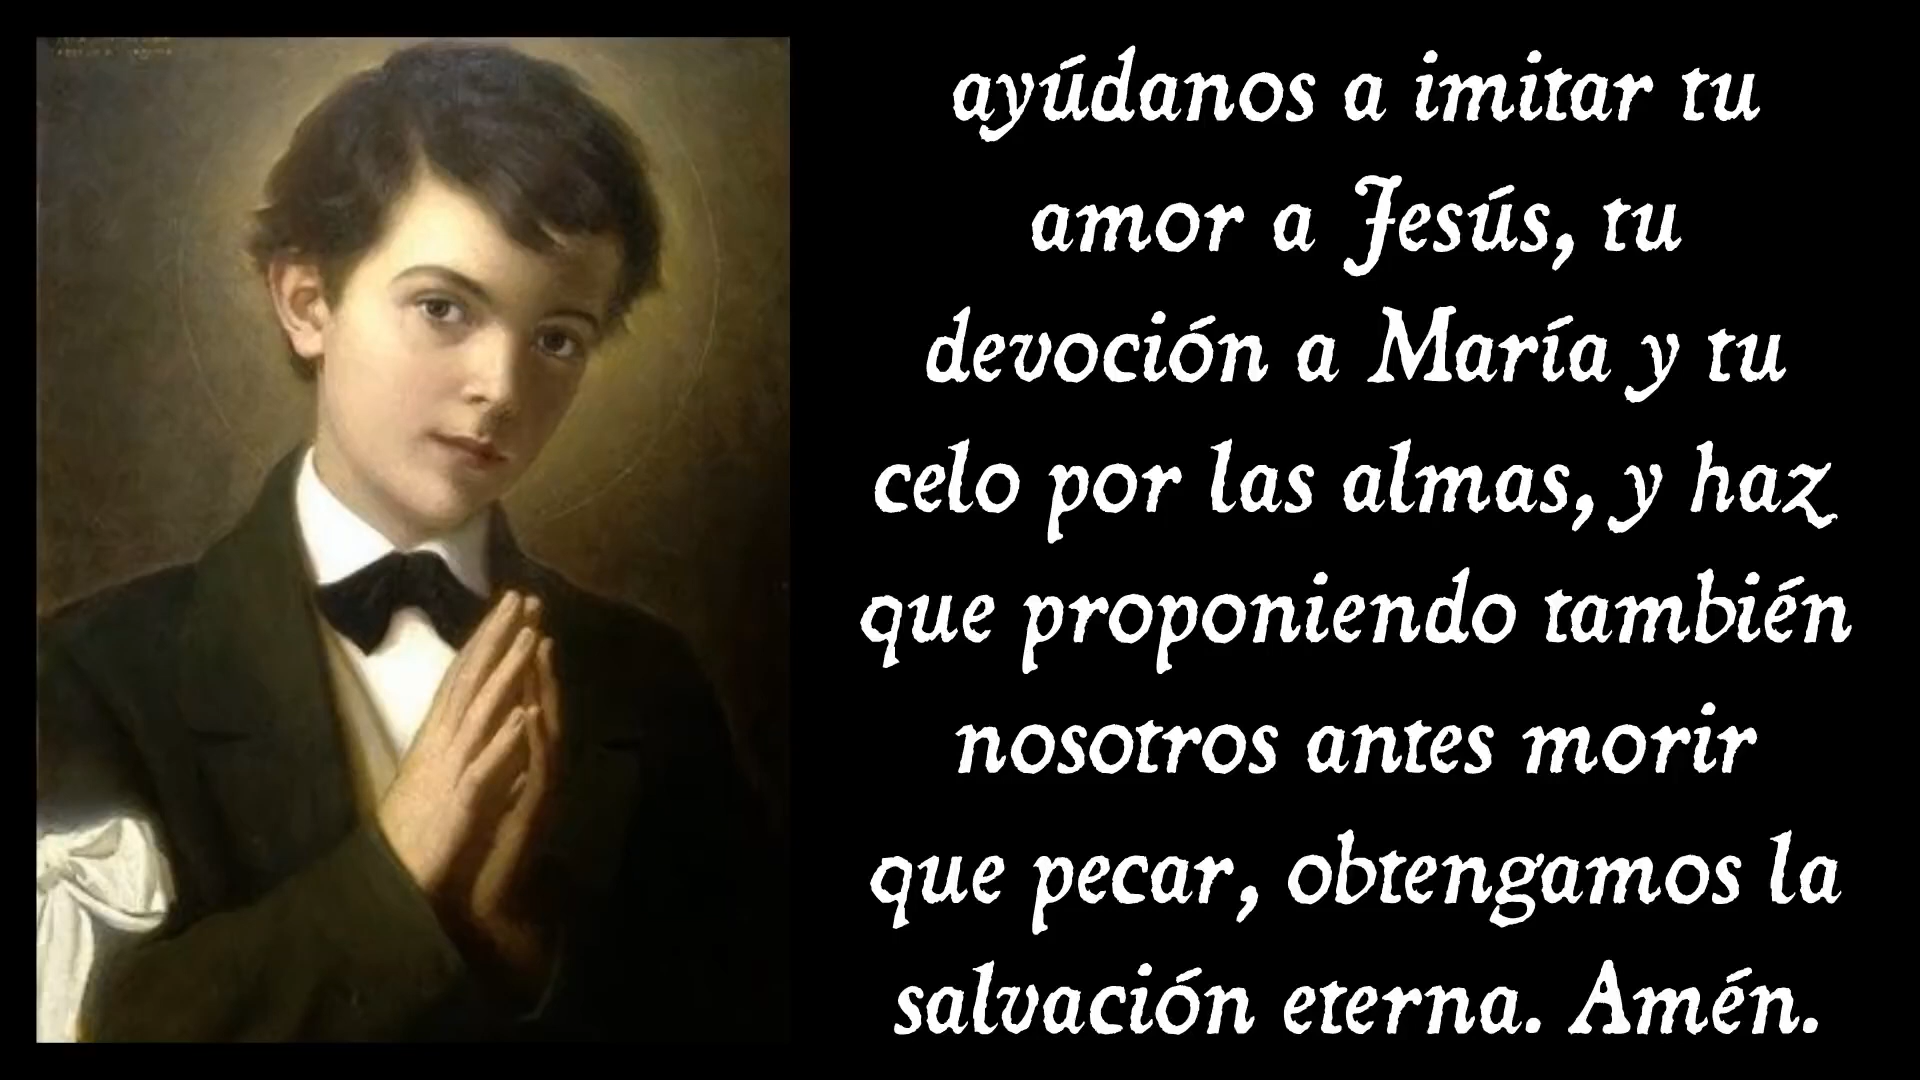 ayúdanos a imitar tu
amor a Jesús, tu
devoción a María y tu
celo por las almas, y haz
que proponiendo también
nosotros antes morir
que pecar, obtengamos la
salvación eterna. Amén.